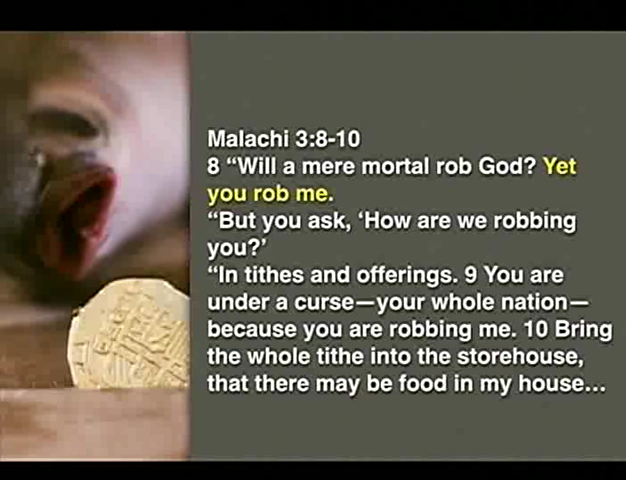 Malachi 3:8-10
8 “Will a mere mortal rob God? Yet
you rob me.
“But you ask, ‘How are we robbing
you?’
“In tithes and offerings. 9 You are
under a curse—your whole nation—
because you are robbing me. 10 Bring
the whole tithe into the storehouse,
that there may be food in my house…